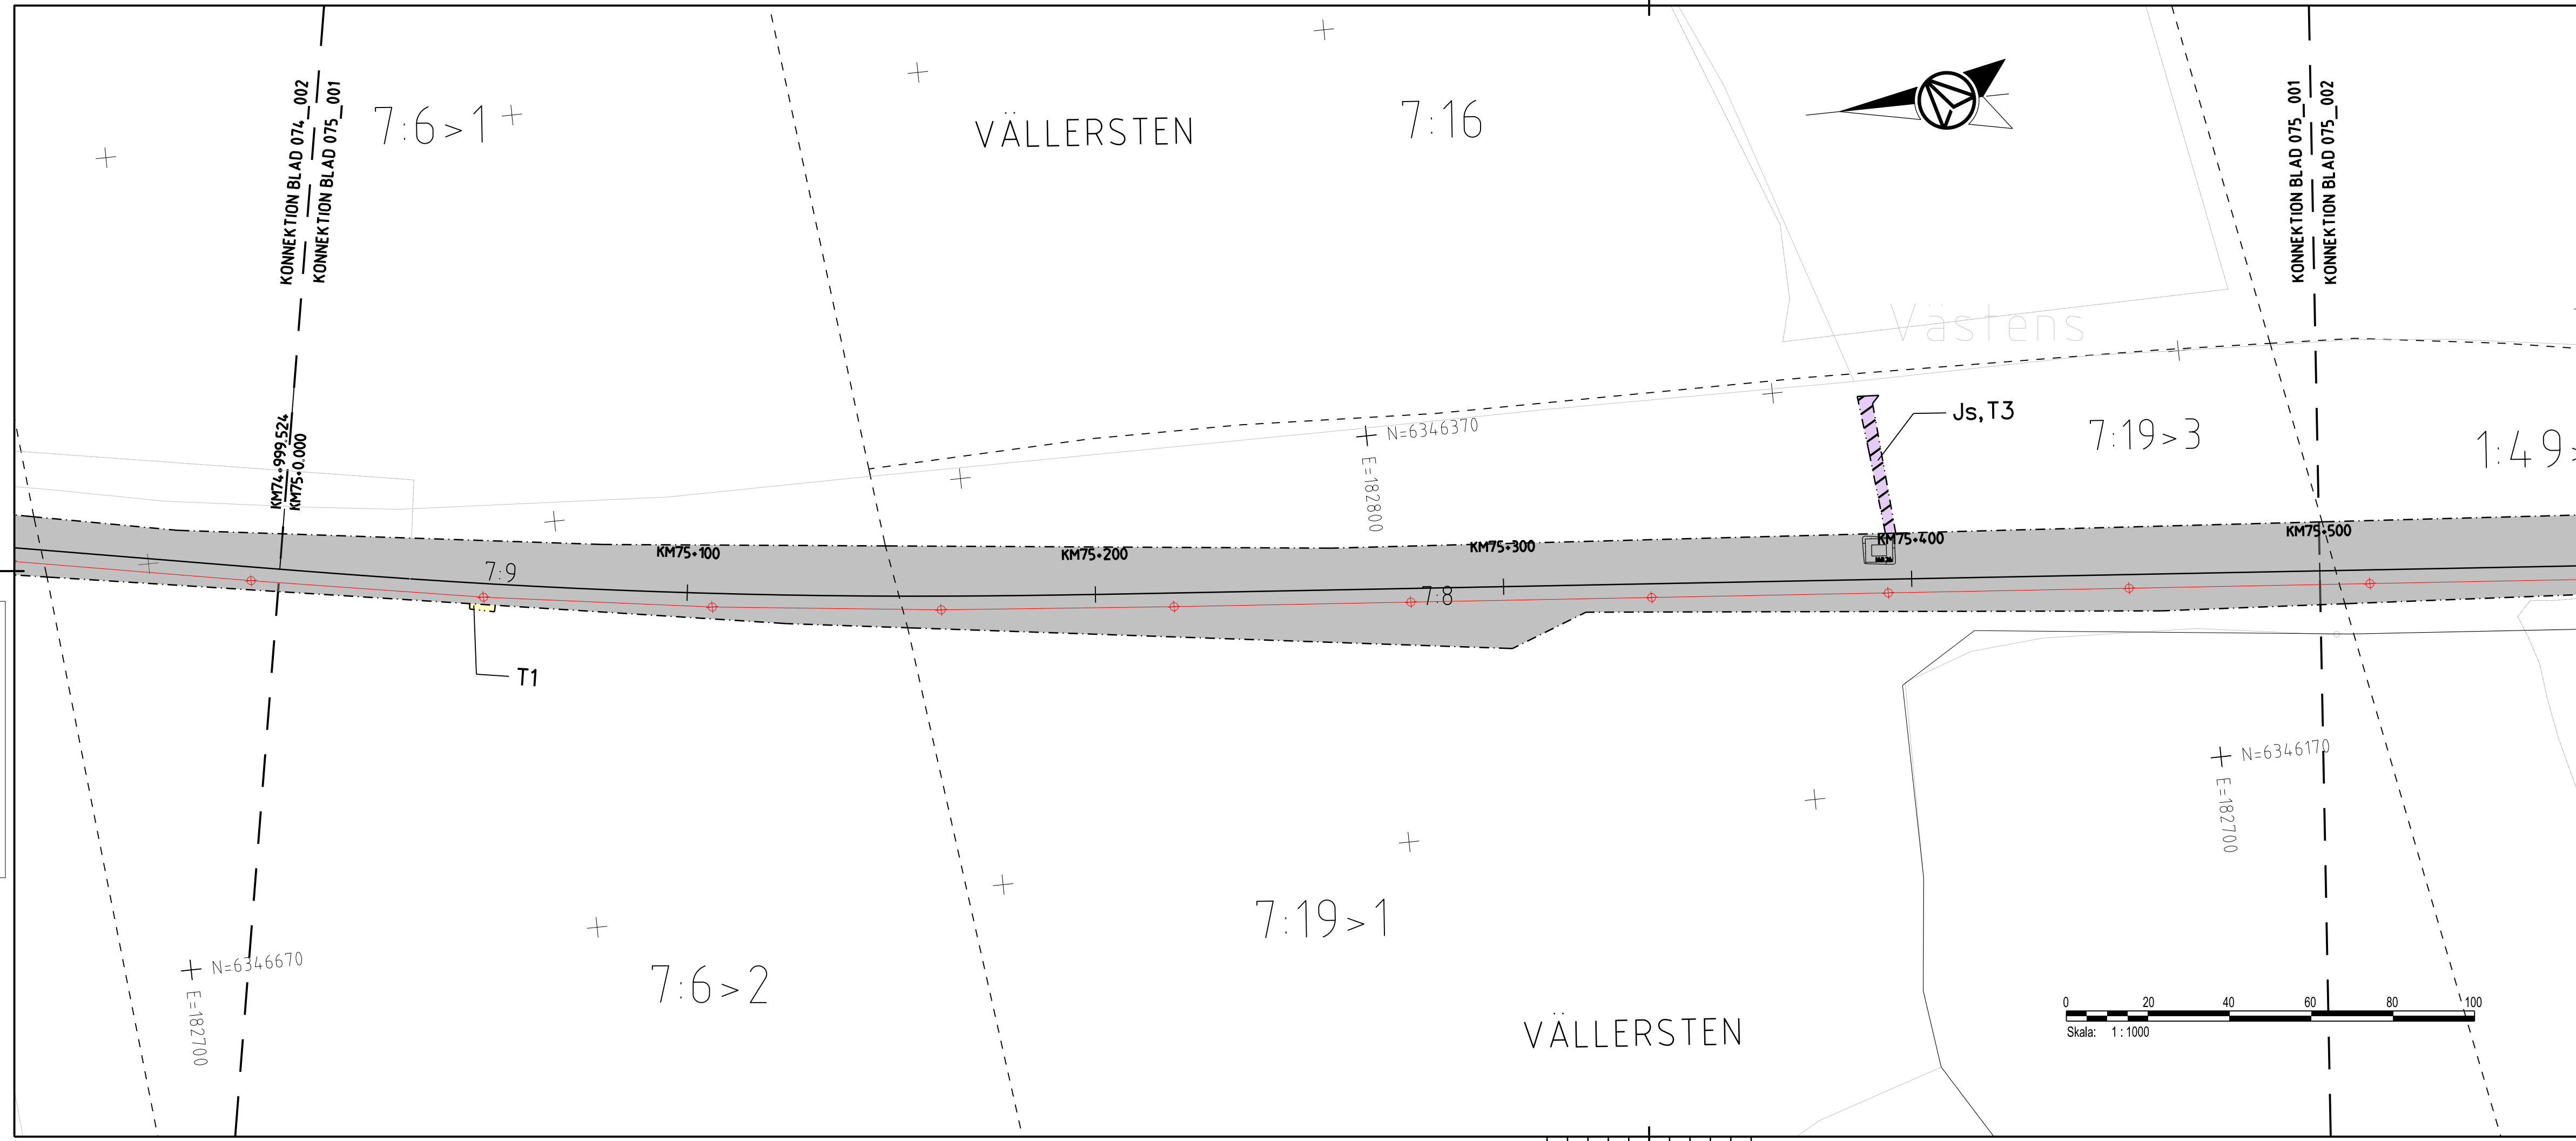 KONNEKTION BLAD 074_002
KONNEKTION BLAD 075_001
7:6>1
VÄLLERSTEN
7:16
KONNEKTION BLAD 075_001
KONNEKTION BLAD 075_002
Västens
KM74+999.524
KM75+0.000
N=6346370
E=182800
Js,T3
7:19>3
1:49>
7:9
KM75+100
KM75+200
KM75+300
KM75+400
KM75+500
7:8
T1
N=6346170
E=182700
7:19>1
N=6346670
E=182700
7:6>2
VÄLLERSTEN
0 20 40 60 80 100
Skala: 1 : 1000